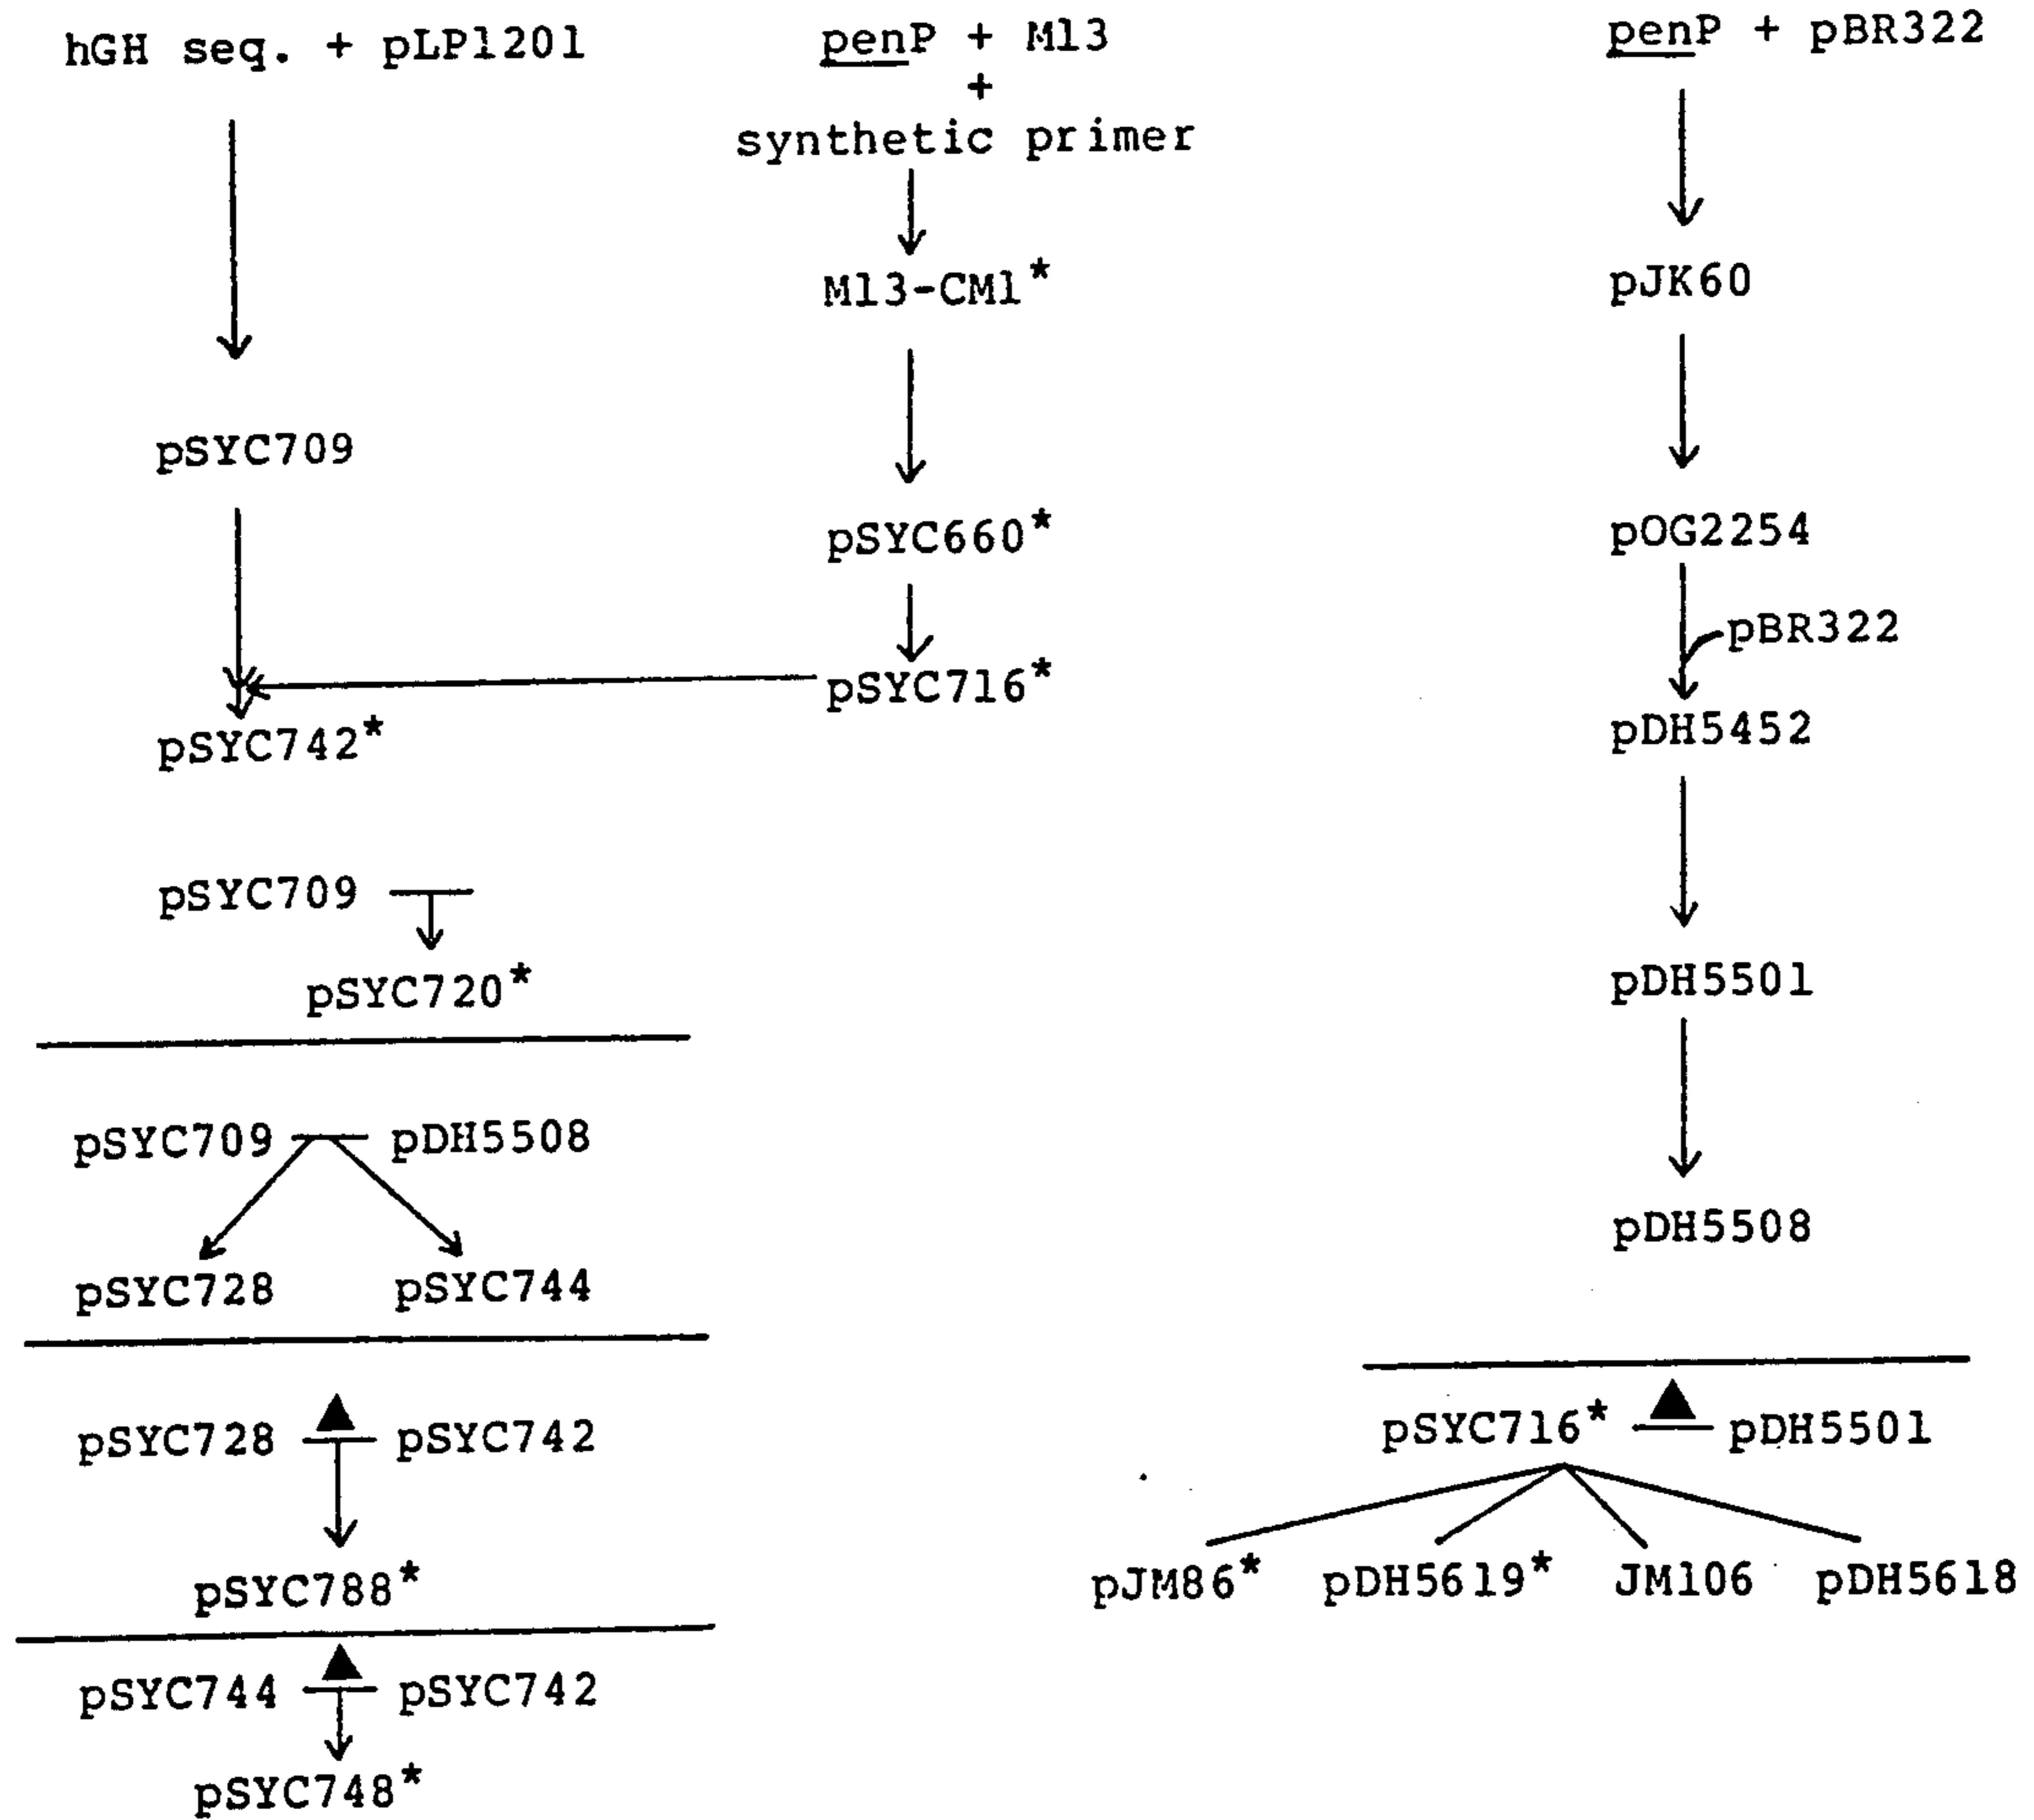 hGH seq. + pLP1201
penP + M13
+
synthetic primer
M13-CM1*
pSYC660*
pSYC716*
pSYC709
pSYC742*
pSYC709
pSYC720*
pSYC709 pDH5508
pSYC728 pSYC744
pSYC728 pSYC742
pSYC788*
pSYC744 pSYC742
pSYC748*
penP + pBR322
pJK60
pOG2254
pBR322
pDH5452
pDH5501
pDH5508
pSYC716* pDH5501
pJM86* pDH5619* JM106 pDH5618